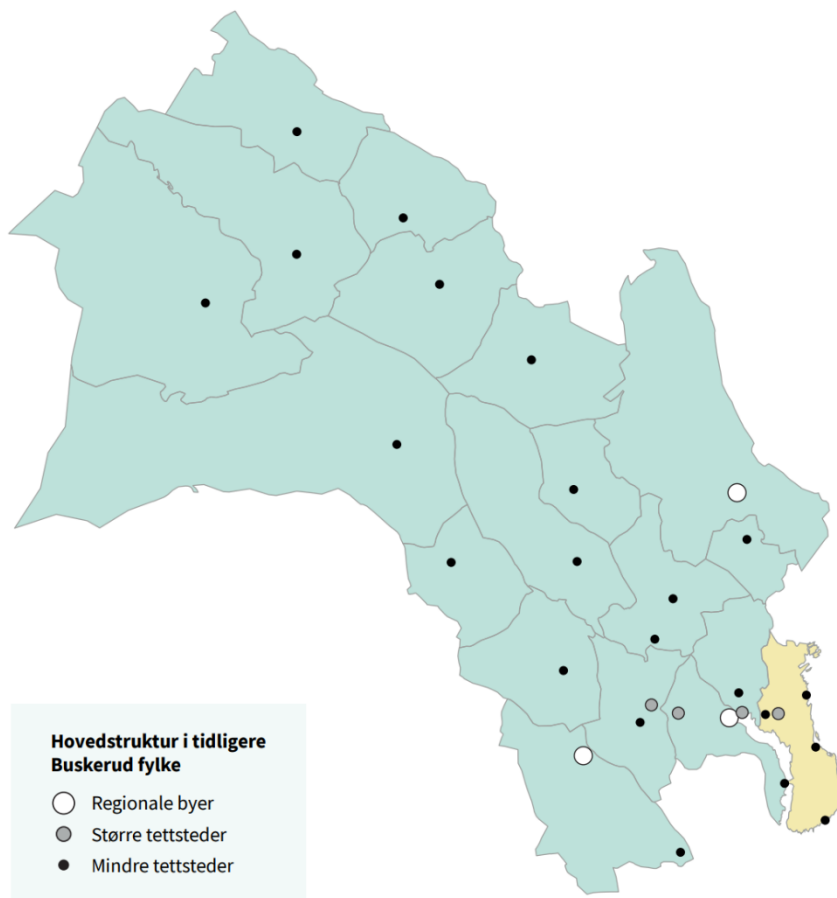 Hovedstruktur i tidligere
Buskerud fylke
Regionale byer
Større tettsteder
Mindre tettsteder